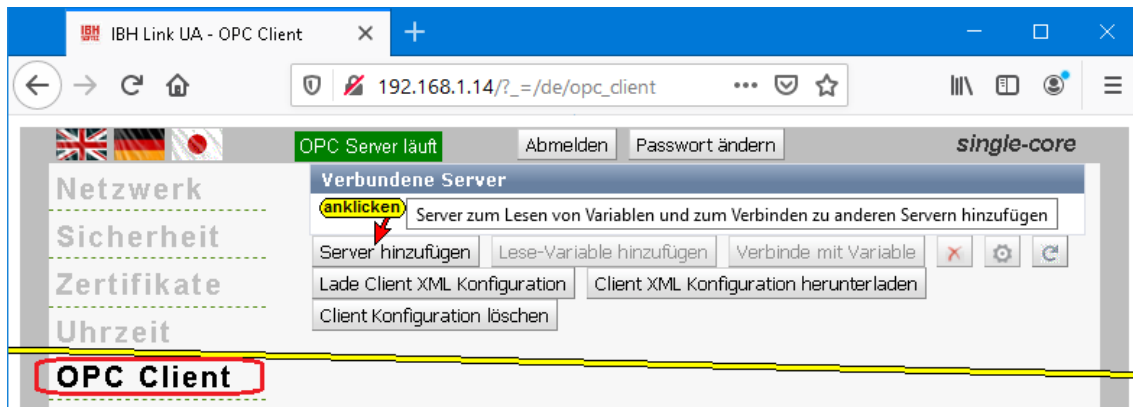 IBH Link UA - OPC Client
192.168.1.14/?_=/de/opc_client
OPC Server läuft Abmelden Passwort ändern single-core
Netzwerk
Sicherheit
Zertifikate
Uhrzeit
OPC Client
Verbundene Server
anklicken
Server zum Lesen von Variablen und zum Verbinden zu anderen Servern hinzufügen
Server hinzufügen Lese-Variable hinzufügen Verbinde mit Variable
Lade Client XML Konfiguration Client XML Konfiguration herunterladen
Client Konfiguration löschen